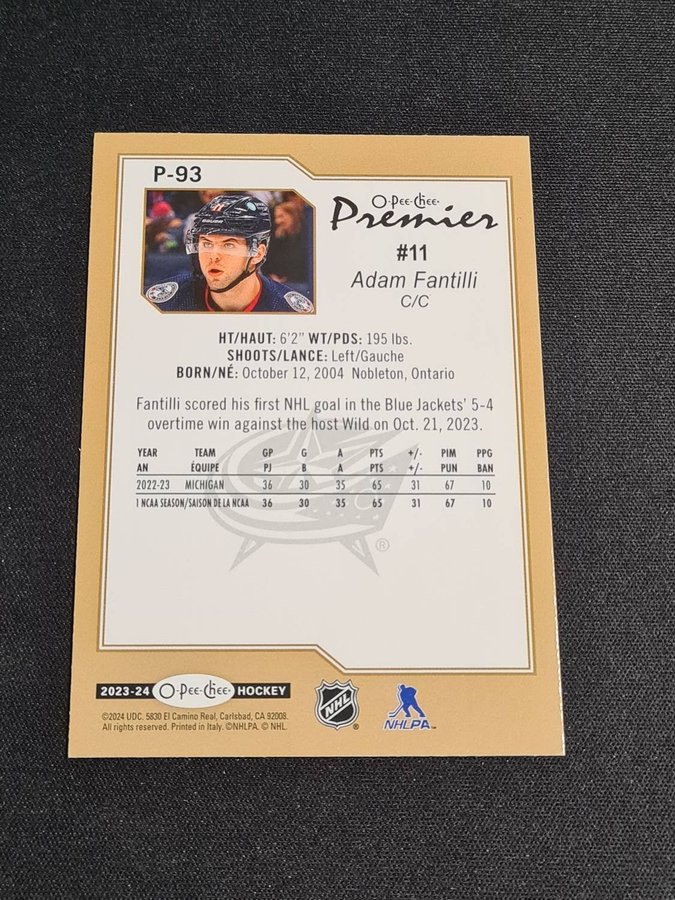 P-93
O-Pee-Chee
Premier
#11
Adam Fantilli
C/C
HT/HAUT: 6'2" WT/PDS: 195 lbs.
SHOOTS/LANCE: Left/Gauche
BORN/NÉ: October 12, 2004 Nobleton, Ontario
Fantilli scored his first NHL goal in the Blue Jackets' 5-4
overtime win against the host Wild on Oct. 21, 2023.
YEAR TEAM GP G A PTS +/- PIM PPG
AN ÉQUIPE PJ B A PTS +/- PUN BAN
2022-23 MICHIGAN 36 30 35 65 31 67 10
1 NCAA SEASON/SAISON DE LA NCAA 36 30 35 65 31 67 10
®
2023-24 O-Pee-Chee HOCKEY
NHL ®
NHLPA™
©2024 UDC. 5830 El Camino Real, Carlsbad, CA 92008.
All rights reserved. Printed in Italy. ©NHLPA. © NHL.